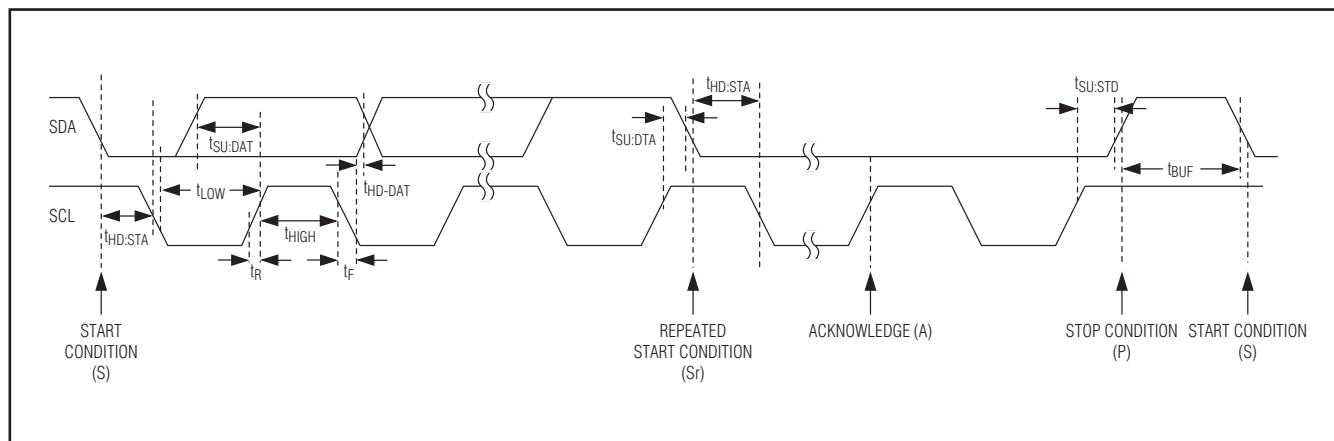 tHD:STA
tSU:STD
SDA
tSU:DAT
tSU:DTA
tHD-DAT
tBUF
tLOW
SCL
tHD:STA
tHIGH
tR
tF
START
CONDITION
(S)
REPEATED
START CONDITION
(Sr)
ACKNOWLEDGE (A)
STOP CONDITION
(P)
START CONDITION
(S)